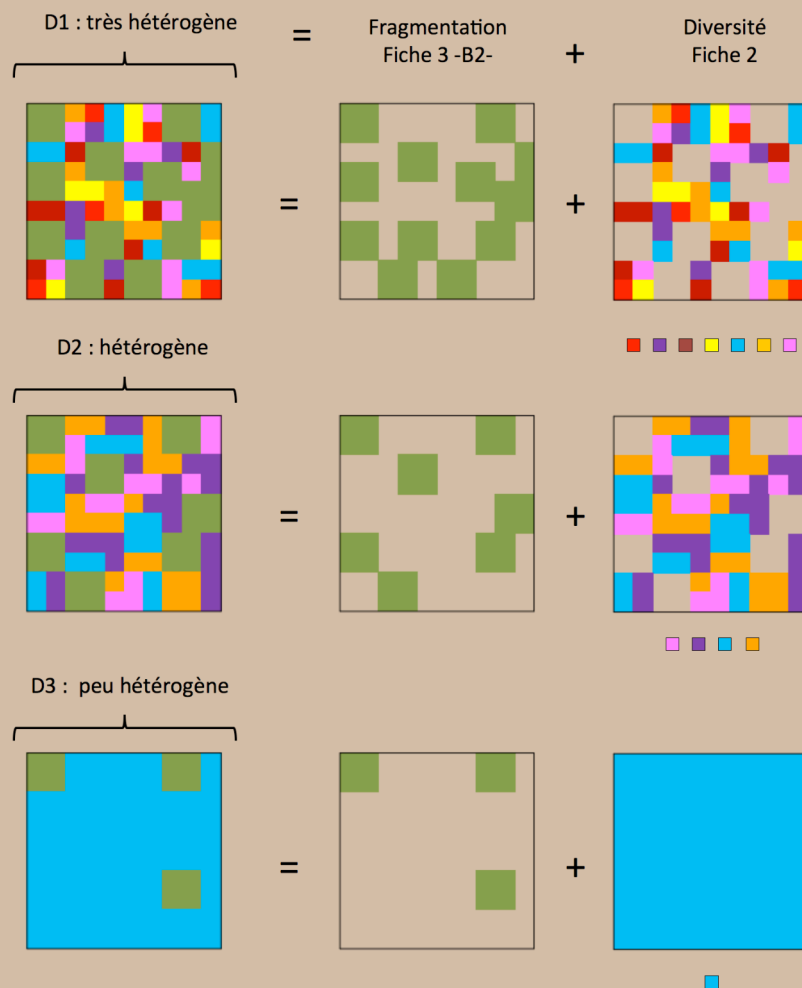 D1 : très hétérogène
=
Fragmentation
Fiche 3 -B2-
+
Diversité
Fiche 2
=
+
D2 : hétérogène
=
+
D3 :  peu hétérogène
=
+